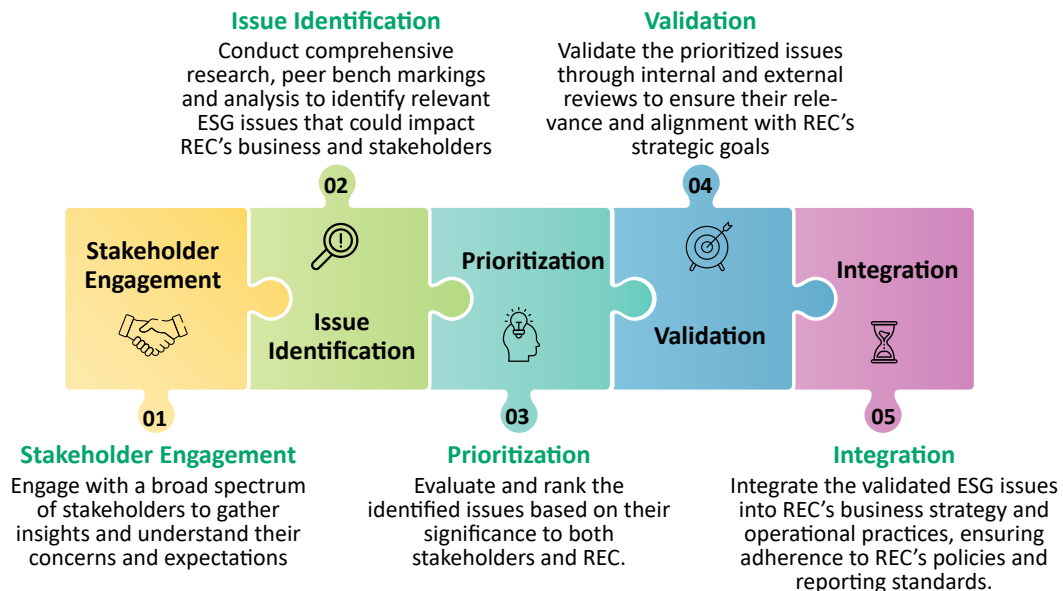 Issue Identification
Conduct comprehensive
research, peer bench markings
and analysis to identify relevant
ESG issues that could impact
REC's business and stakeholders
Validation
Validate the prioritized issues
through internal and external
reviews to ensure their rele-
vance and alignment with REC's
strategic goals
02
04
Stakeholder
Engagement
Issue
Identification
Prioritization
Validation
Integration
01
03
05
Stakeholder Engagement
Engage with a broad spectrum
of stakeholders to gather
insights and understand their
concerns and expectations
Prioritization
Evaluate and rank the
identified issues based on their
significance to both
stakeholders and REC.
Integration
Integrate the validated ESG issues
into REC's business strategy and
operational practices, ensuring
adherence to REC's policies and
reporting standards.